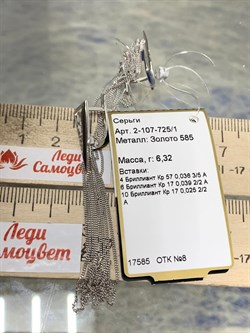 Серьги
Арт. 2-107-725/1
Металл: Золото 585
Масса, г: 6,32
Вставки:
4 Бриллиант Кр 57 0,036 3/5 А
6 Бриллиант Кр 17 0,039 2/2 А
10 Бриллиант Кр 17 0,025 2/2
А
17585 ОТК №8
Леди
Самоцвет
Леди
Самоцвет